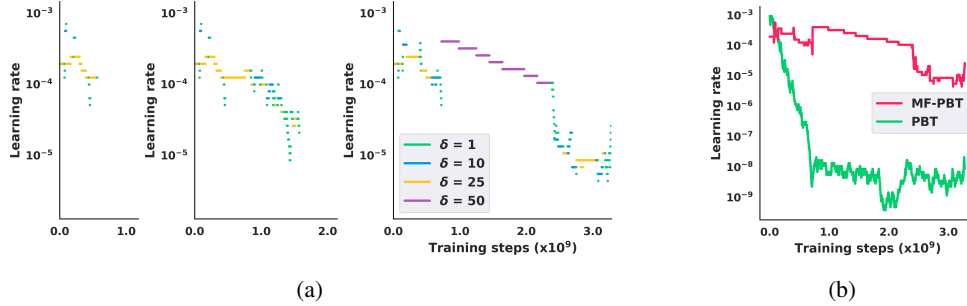 Learning rate
10⁻³
10⁻⁴
10⁻⁵
0.0 1.0
Learning rate
10⁻³
10⁻⁴
10⁻⁵
0.0 1.0 2.0
Learning rate
10⁻³
10⁻⁴
10⁻⁵
δ = 1
δ = 10
δ = 25
δ = 50
0.0 1.0 2.0 3.0
Training steps (x10⁹)
(a)
Learning rate
10⁻³
10⁻⁴
10⁻⁵
10⁻⁶
10⁻⁷
10⁻⁸
10⁻⁹
MF-PBT
PBT
0.0 1.0 2.0 3.0
Training steps (x10⁹)
(b)